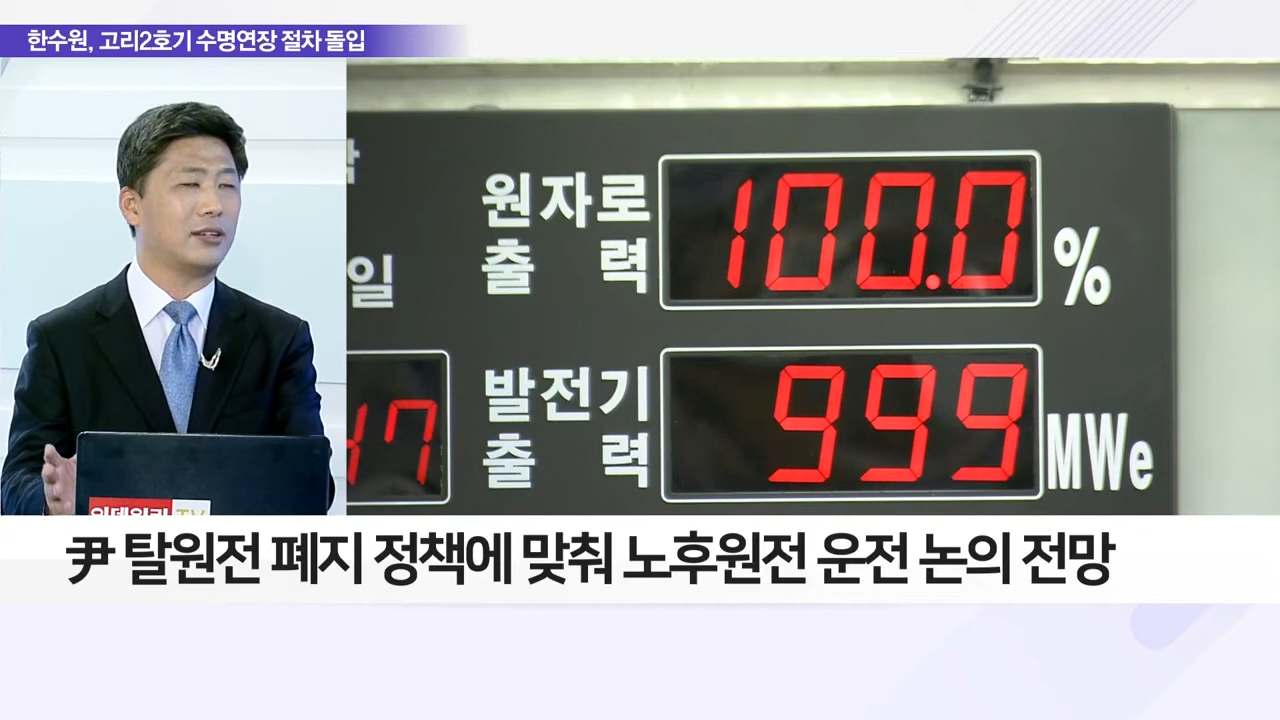 한수원, 고리2호기 수명연장 절차 돌입
일
원자로
출 력
100.0
%
발전기
출 력
999
MWe
7
TV
尹 탈원전 폐지 정책에 맞춰 노후원전 운전 논의 전망